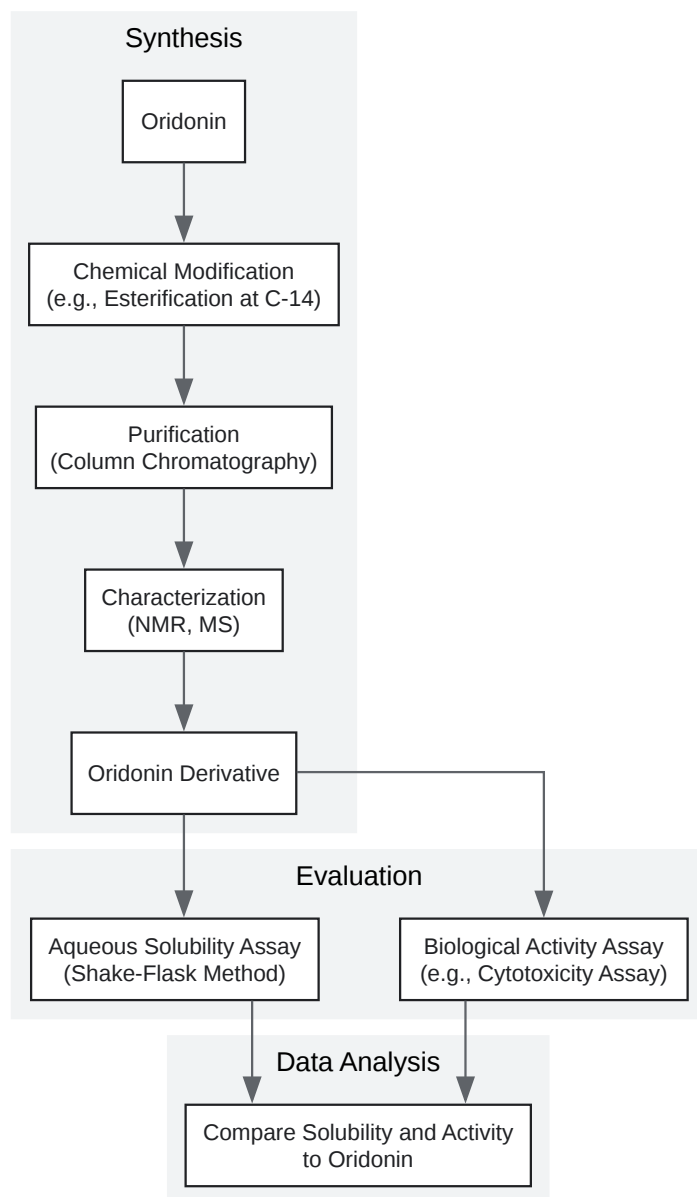 Synthesis
Oridonin
Chemical Modification
(e.g., Esterification at C-14)
Purification
(Column Chromatography)
Characterization
(NMR, MS)
Oridonin Derivative
Evaluation
Aqueous Solubility Assay
(Shake-Flask Method)
Biological Activity Assay
(e.g., Cytotoxicity Assay)
Data Analysis
Compare Solubility and Activity
to Oridonin